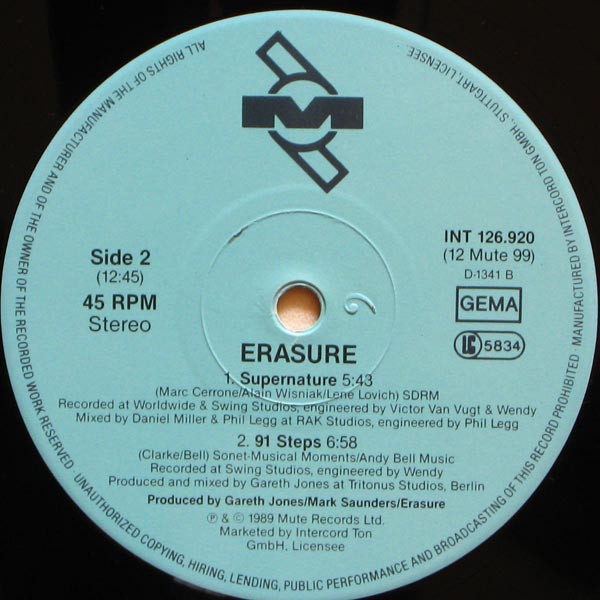 ALL RIGHTS OF THE MANUFACTURER AND OF THE OWNER OF THE RECORDED WORK RESERVED · UNAUTHORIZED COPYING, HIRING, LENDING, PUBLIC PERFORMANCE AND BROADCASTING OF THIS RECORD PROHIBITED · MANUFACTURED BY INTERCORD TON GMBH, STUTTGART, LICENSEE
M
Side 2
(12:45)
45 RPM
Stereo
INT 126.920
(12 Mute 99)
D-1341 B
GEMA
LC 5834
6
ERASURE
1. Supernature 5:43
(Marc Cerrone/Alain Wisniak/Lene Lovich) SDRM
Recorded at Worldwide & Swing Studios, engineered by Victor Van Vugt & Wendy
Mixed by Daniel Miller & Phil Legg at RAK Studios, engineered by Phil Legg
2. 91 Steps 6:58
(Clarke/Bell) Sonet-Musical Moments/Andy Bell Music
Recorded at Swing Studios, engineered by Wendy
Produced and mixed by Gareth Jones at Tritonus Studios, Berlin
Produced by Gareth Jones/Mark Saunders/Erasure
℗ & © 1989 Mute Records Ltd.
Marketed by Intercord Ton
GmbH, Licensee